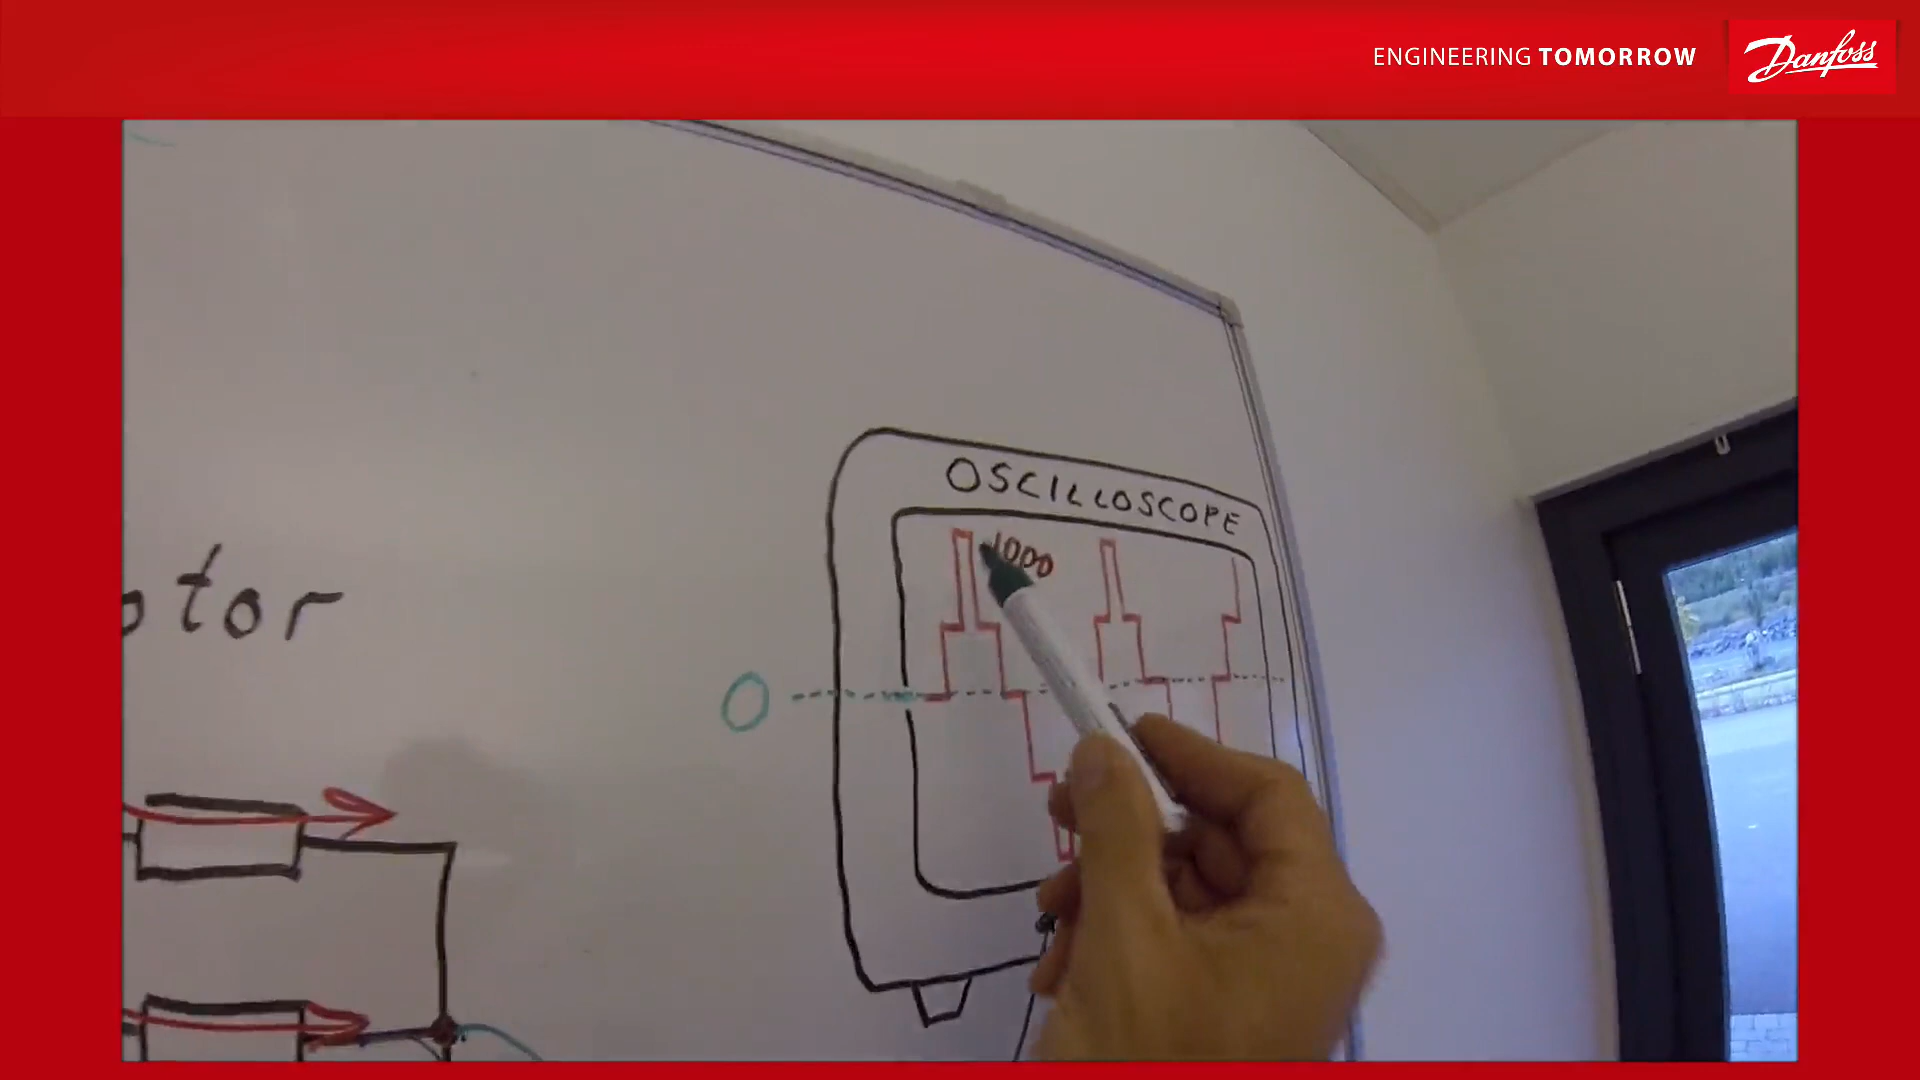 ENGINEERING TOMORROW
Danfoss
OSCILLOSCOPE
1000
otor
0